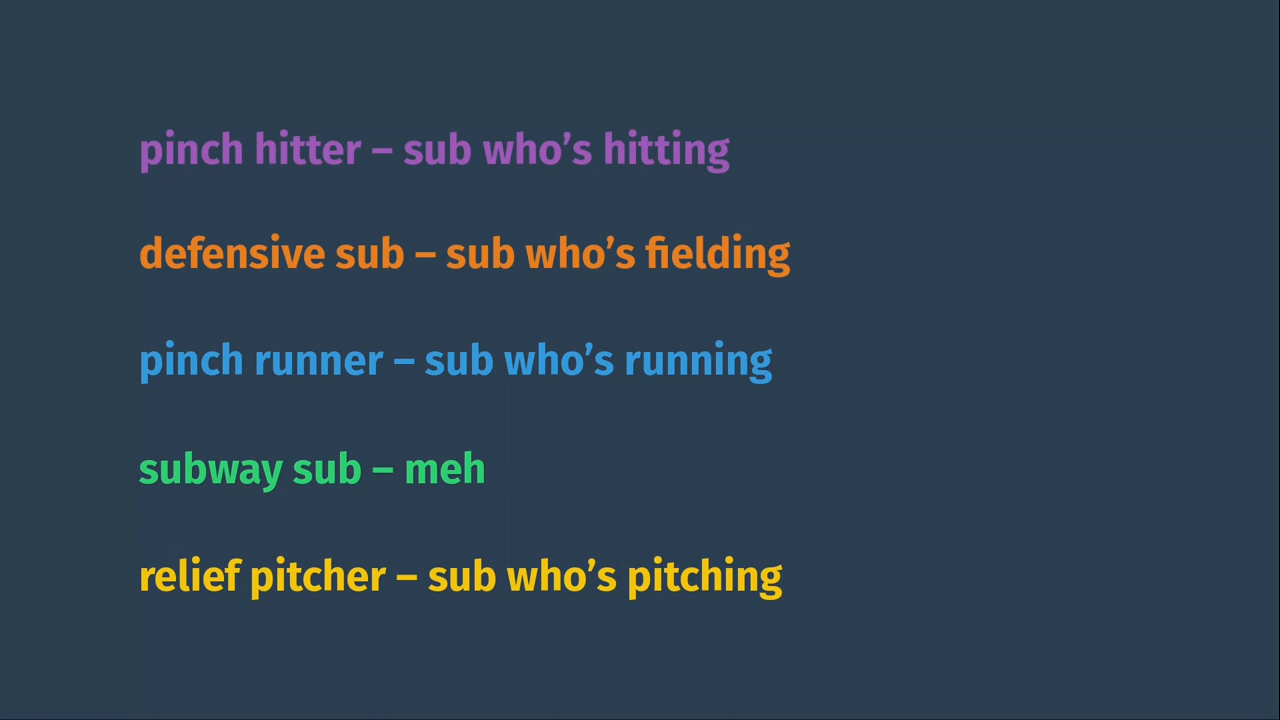 pinch hitter – sub who’s hitting
defensive sub – sub who’s fielding
pinch runner – sub who’s running
subway sub – meh
relief pitcher – sub who’s pitching